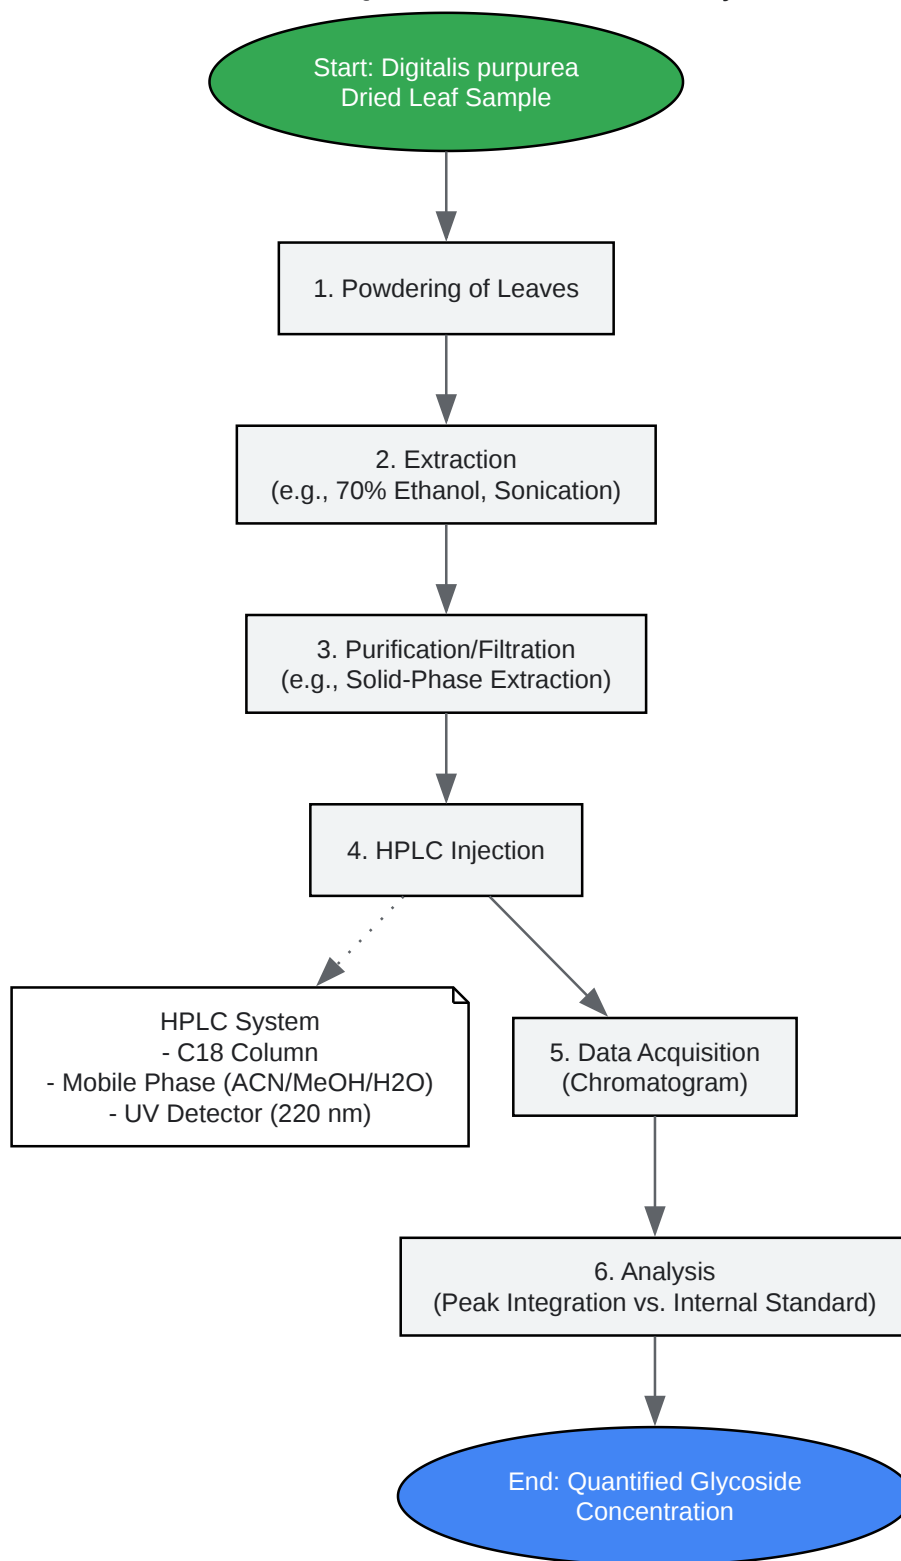 Start: Digitalis purpurea
Dried Leaf Sample
1. Powdering of Leaves
2. Extraction
(e.g., 70% Ethanol, Sonication)
3. Purification/Filtration
(e.g., Solid-Phase Extraction)
4. HPLC Injection
HPLC System
- C18 Column
- Mobile Phase (ACN/MeOH/H2O)
- UV Detector (220 nm)
5. Data Acquisition
(Chromatogram)
6. Analysis
(Peak Integration vs. Internal Standard)
End: Quantified Glycoside
Concentration